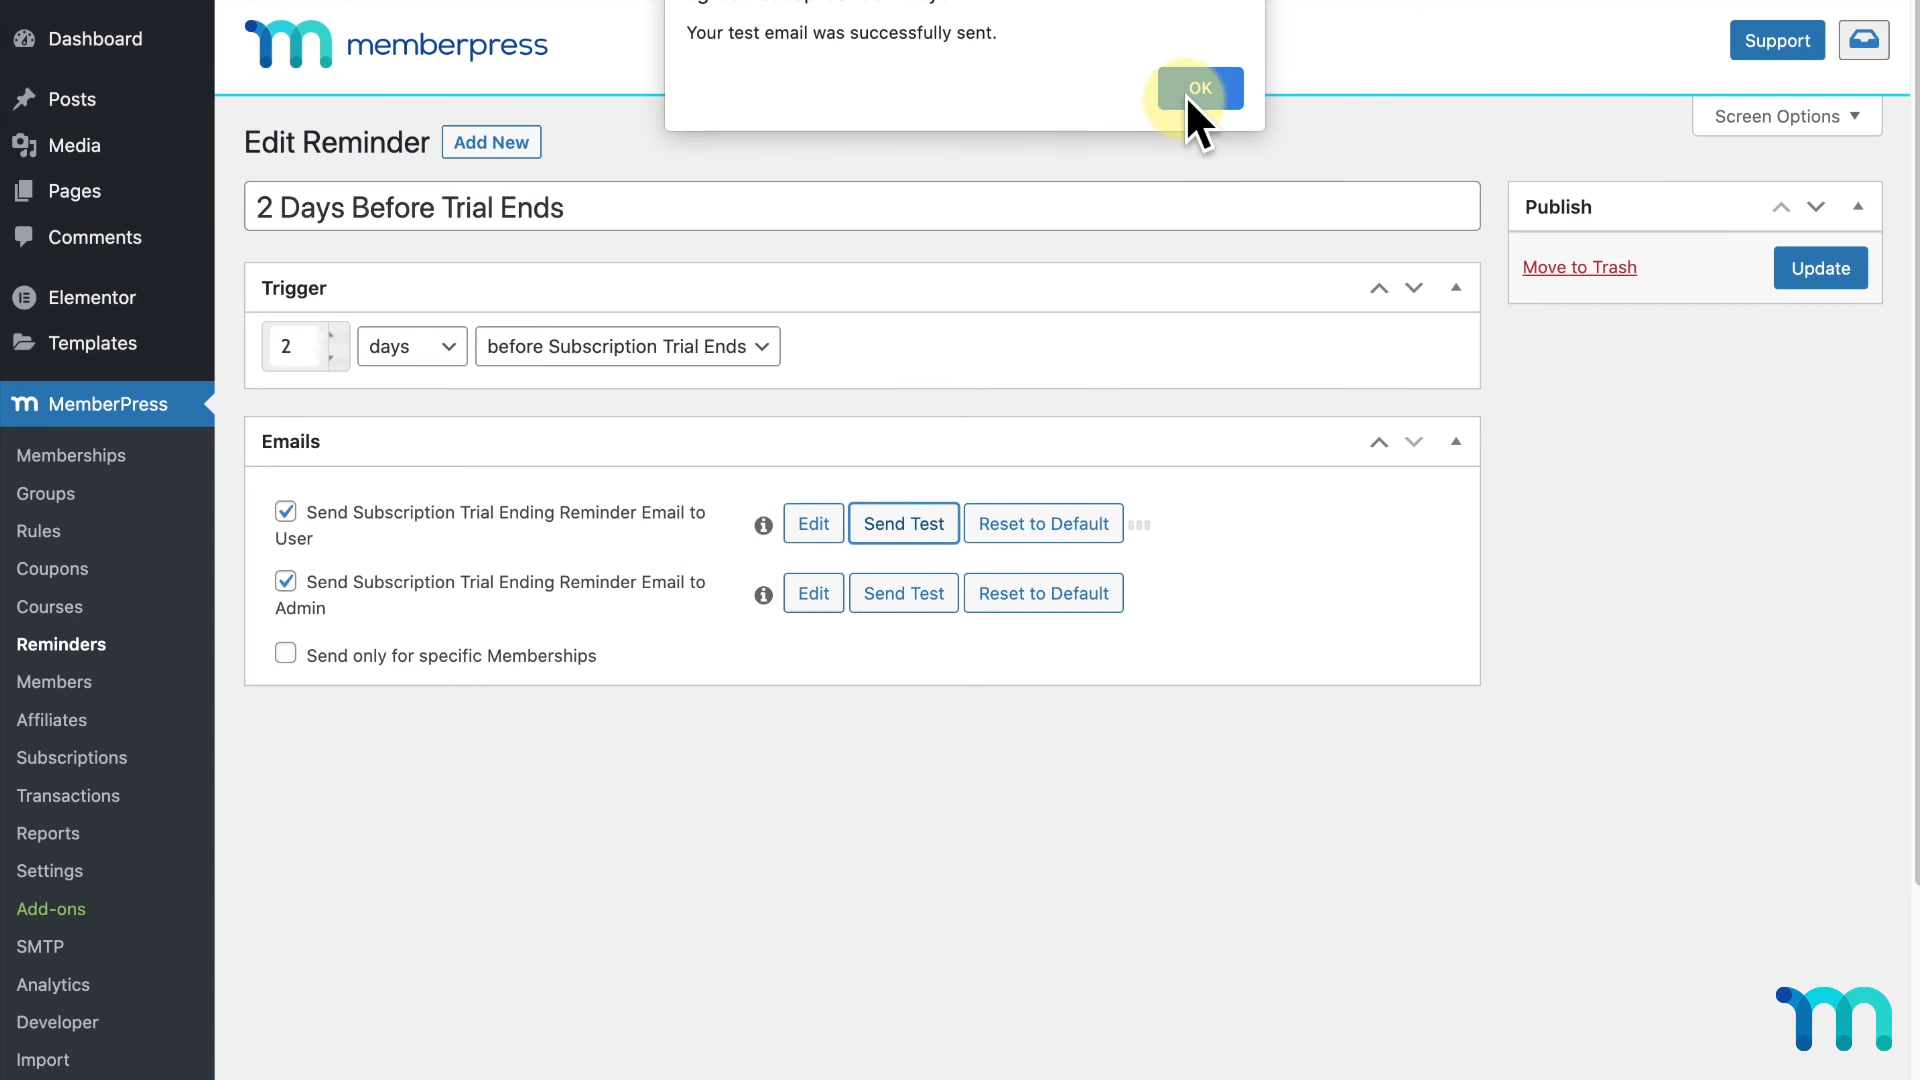 Your test email was successfully sent.
OK
Dashboard
Posts
Media
Pages
Comments
Elementor
Templates
MemberPress
Memberships
Groups
Rules
Coupons
Courses
Reminders
Members
Affiliates
Subscriptions
Transactions
Reports
Settings
Add-ons
SMTP
Analytics
Developer
Import
memberpress
Support
Screen Options
Edit Reminder
Add New
2 Days Before Trial Ends
Trigger
2
days
before Subscription Trial Ends
Emails
Send Subscription Trial Ending Reminder Email to
User
Edit
Send Test
Reset to Default
Send Subscription Trial Ending Reminder Email to
Admin
Edit
Send Test
Reset to Default
Send only for specific Memberships
Publish
Move to Trash
Update